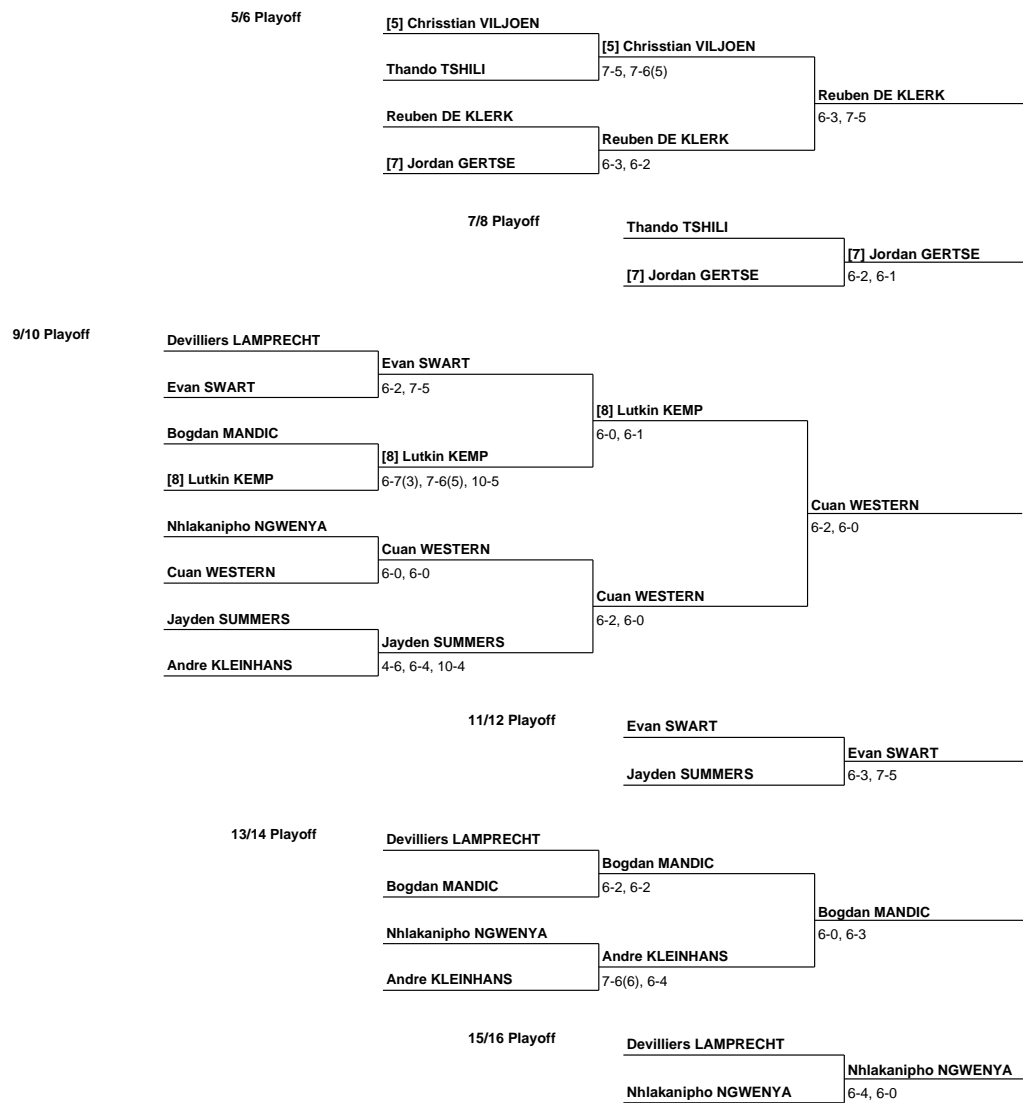 5/6 Playoff
[5] Chrisstian VILJOEN
[5] Chrisstian VILJOEN
Thando TSHILI
7-5, 7-6(5)
Reuben DE KLERK
6-3, 7-5
Reuben DE KLERK
Reuben DE KLERK
[7] Jordan GERTSE
6-3, 6-2
7/8 Playoff
Thando TSHILI
[7] Jordan GERTSE
[7] Jordan GERTSE
6-2, 6-1
9/10 Playoff
Devilliers LAMPRECHT
Evan SWART
Evan SWART
6-2, 7-5
[8] Lutkin KEMP
6-0, 6-1
Bogdan MANDIC
[8] Lutkin KEMP
[8] Lutkin KEMP
6-7(3), 7-6(5), 10-5
Cuan WESTERN
6-2, 6-0
Nhlakanipho NGWENYA
Cuan WESTERN
Cuan WESTERN
6-0, 6-0
Cuan WESTERN
6-2, 6-0
Jayden SUMMERS
Jayden SUMMERS
Andre KLEINHANS
4-6, 6-4, 10-4
11/12 Playoff
Evan SWART
Evan SWART
Jayden SUMMERS
6-3, 7-5
13/14 Playoff
Devilliers LAMPRECHT
Bogdan MANDIC
Bogdan MANDIC
6-2, 6-2
Bogdan MANDIC
6-0, 6-3
Nhlakanipho NGWENYA
Andre KLEINHANS
Andre KLEINHANS
7-6(6), 6-4
15/16 Playoff
Devilliers LAMPRECHT
Nhlakanipho NGWENYA
Nhlakanipho NGWENYA
6-4, 6-0